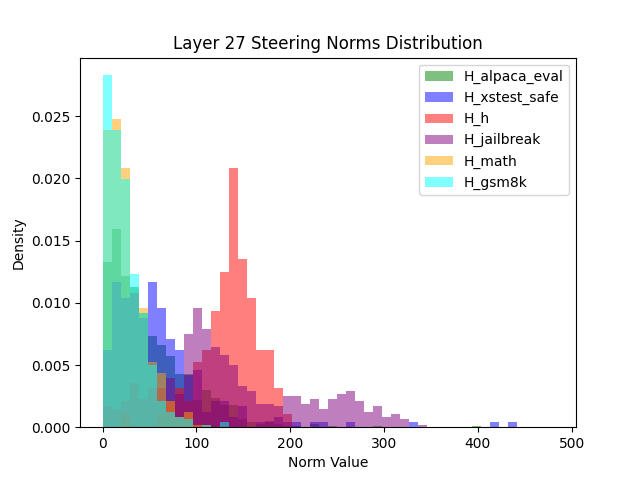 Layer 27 Steering Norms Distribution
H_alpaca_eval
H_xstest_safe
H_h
H_jailbreak
H_math
H_gsm8k
Density
0.025
0.020
0.015
0.010
0.005
0.000
0
100
200
300
400
500
Norm Value